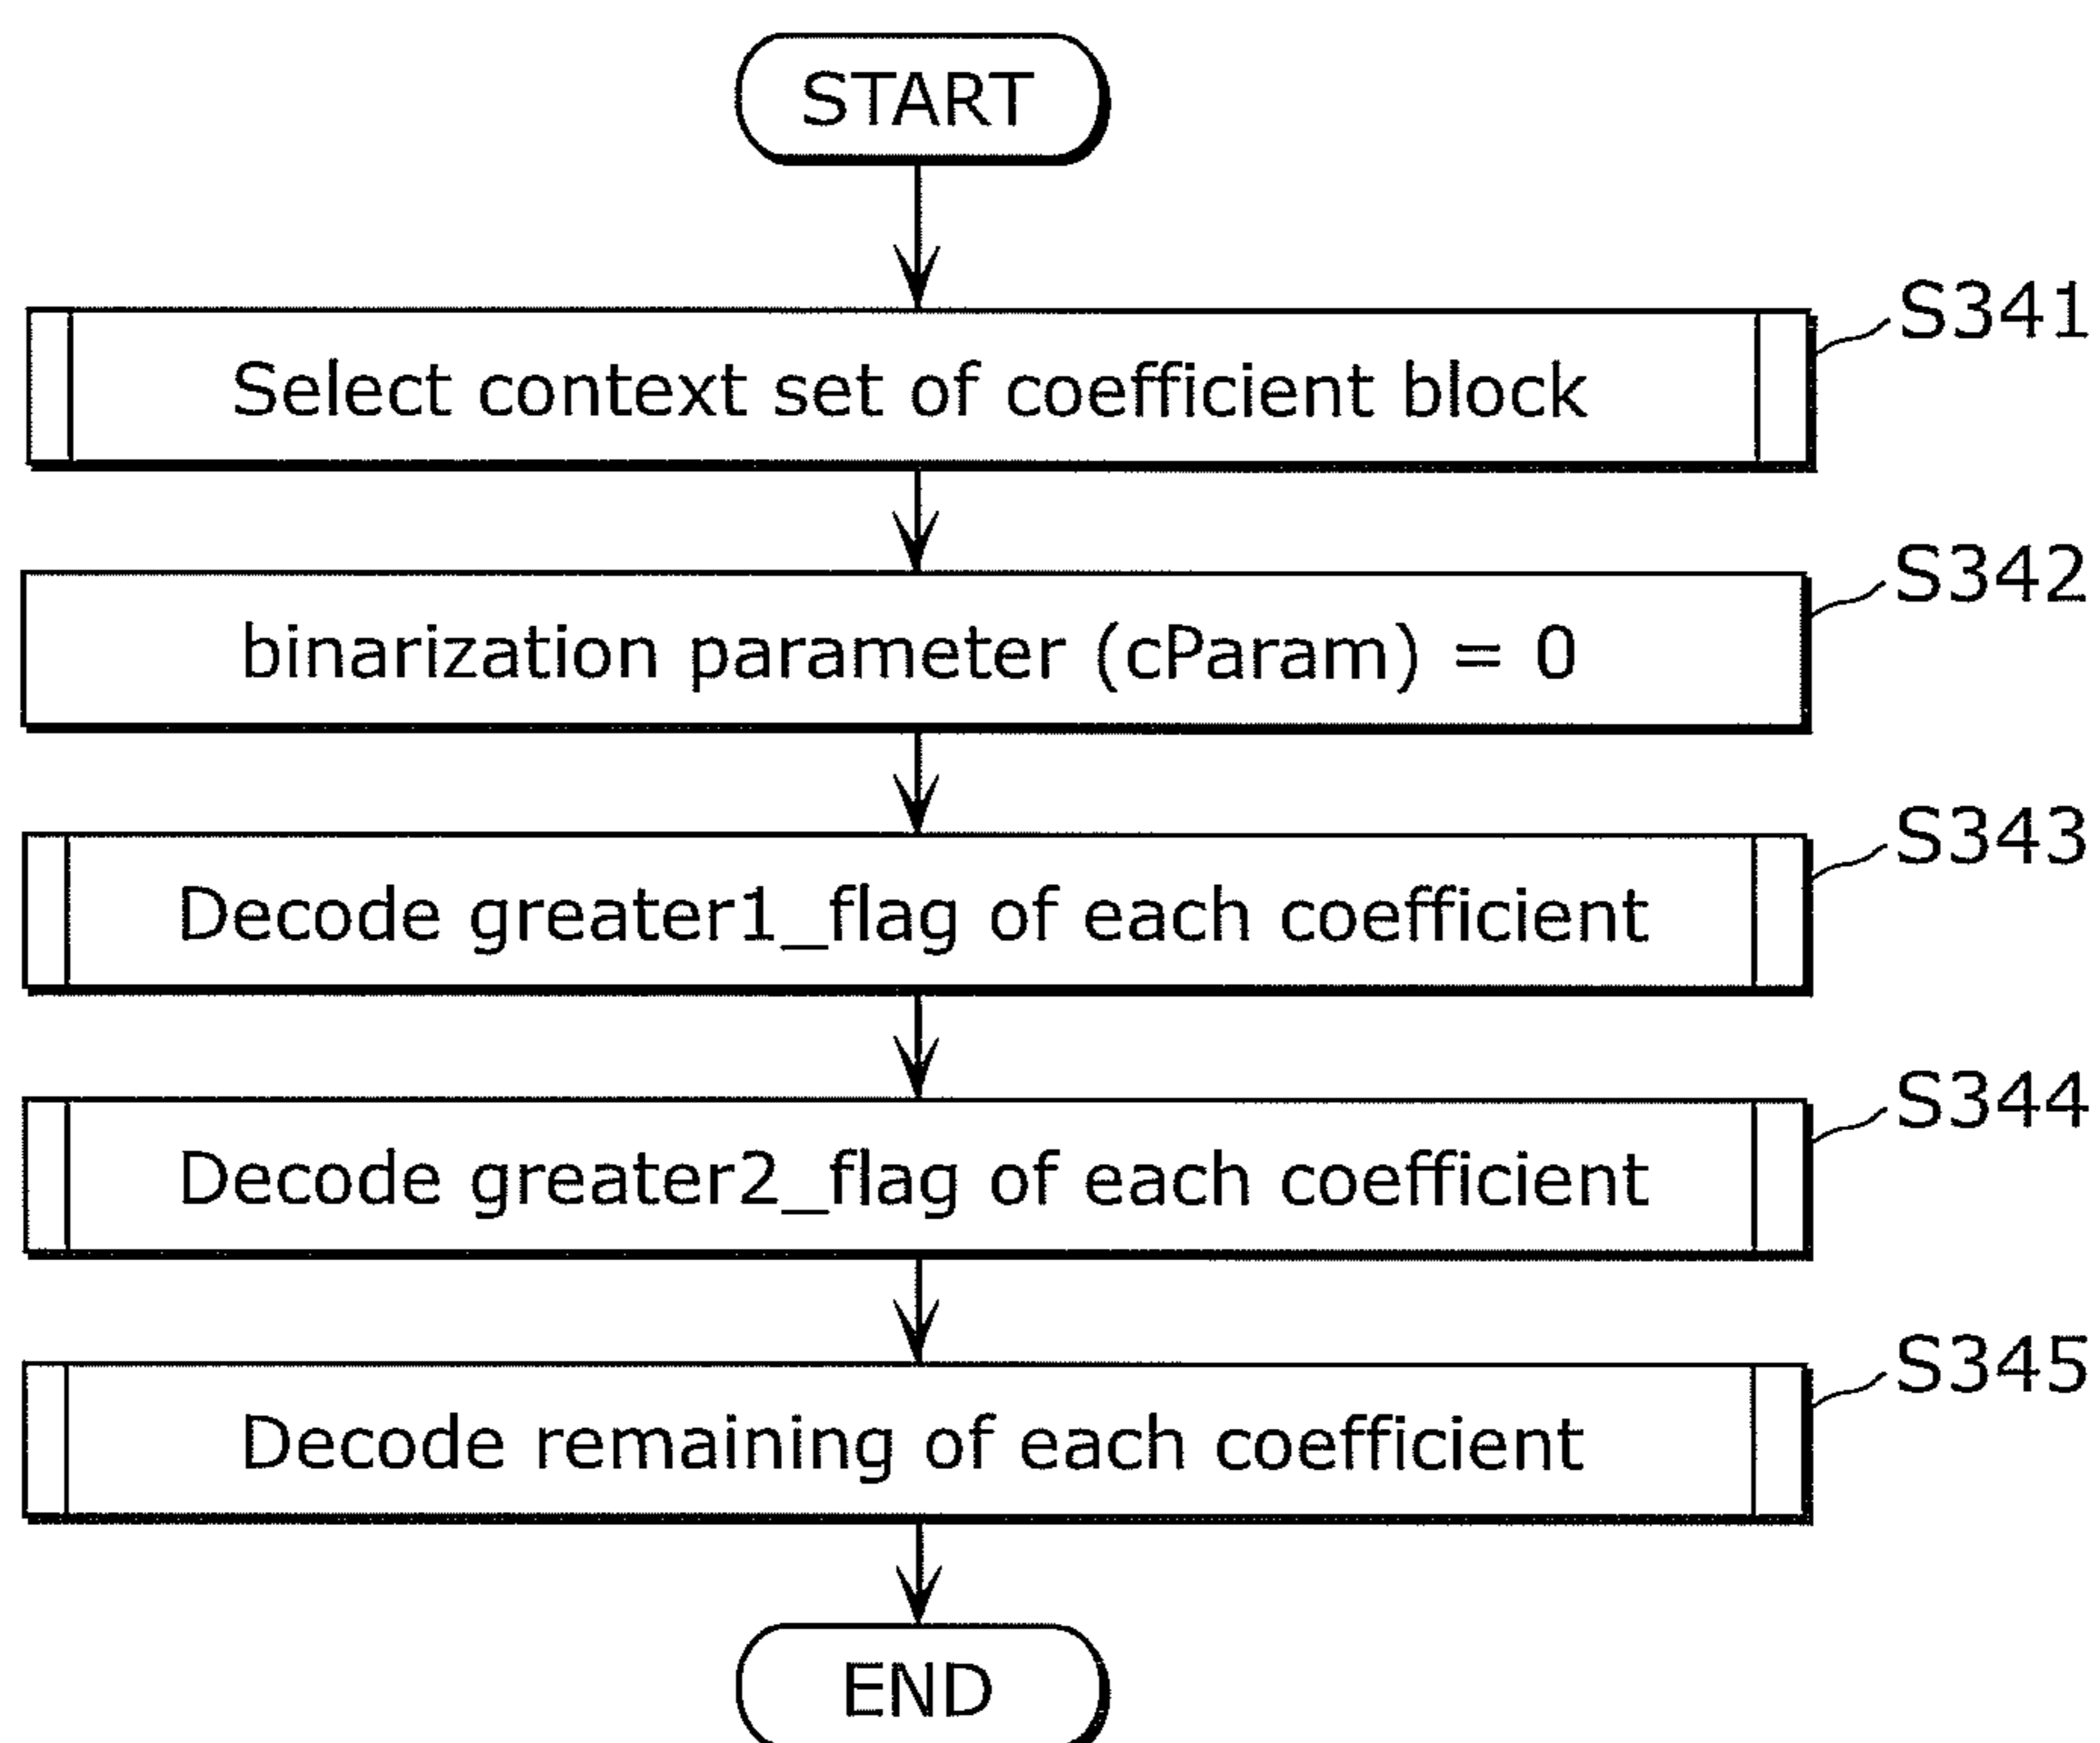 START
S341
Select context set of coefficient block
S342
binarization parameter (cParam) = 0
S343
Decode greater1_flag of each coefficient
S344
Decode greater2_flag of each coefficient
S345
Decode remaining of each coefficient
END